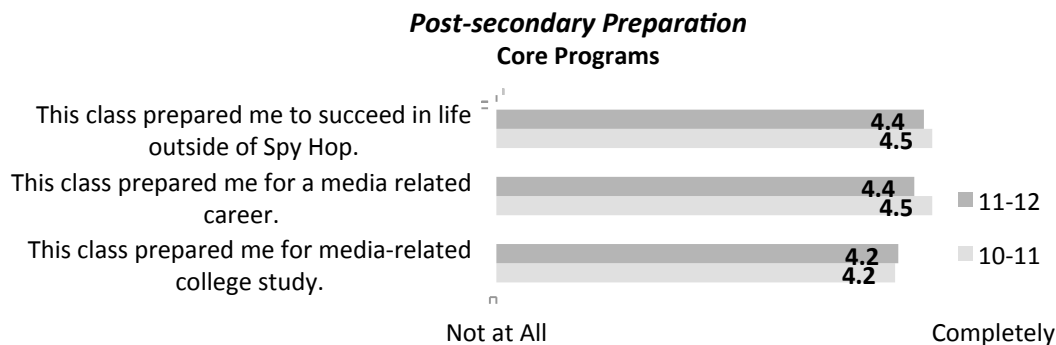 Post-secondary Preparation
Core Programs
This class prepared me to succeed in life
outside of Spy Hop.
4.4
4.5
This class prepared me for a media related
career.
4.4
4.5
11-12
This class prepared me for media-related
college study.
4.2
4.2
10-11
Not at All
Completely